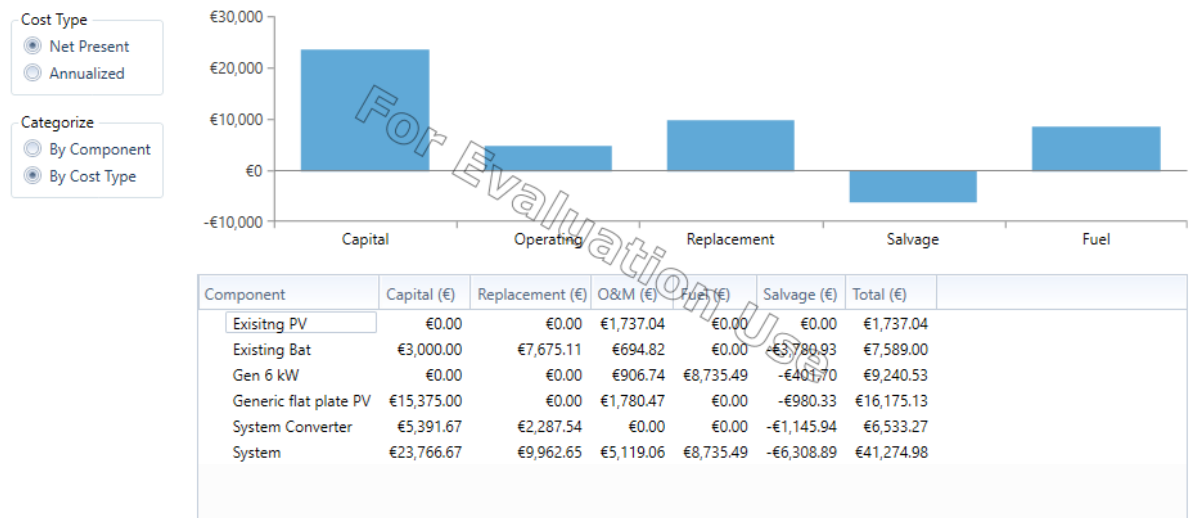 Cost Type
Net Present
Annualized
Categorize
By Component
By Cost Type
€30,000
€20,000
€10,000
€0
-€10,000
Capital Operating Replacement Salvage Fuel
For Evaluation Use
Component Capital (€) Replacement (€) O&M (€) Fuel (€) Salvage (€) Total (€)
Exisitng PV €0.00 €0.00 €1,737.04 €0.00 €0.00 €1,737.04
Existing Bat €3,000.00 €7,675.11 €694.82 €0.00 -€3,780.93 €7,589.00
Gen 6 kW €0.00 €0.00 €906.74 €8,735.49 -€401.70 €9,240.53
Generic flat plate PV €15,375.00 €0.00 €1,780.47 €0.00 -€980.33 €16,175.13
System Converter €5,391.67 €2,287.54 €0.00 €0.00 -€1,145.94 €6,533.27
System €23,766.67 €9,962.65 €5,119.06 €8,735.49 -€6,308.89 €41,274.98